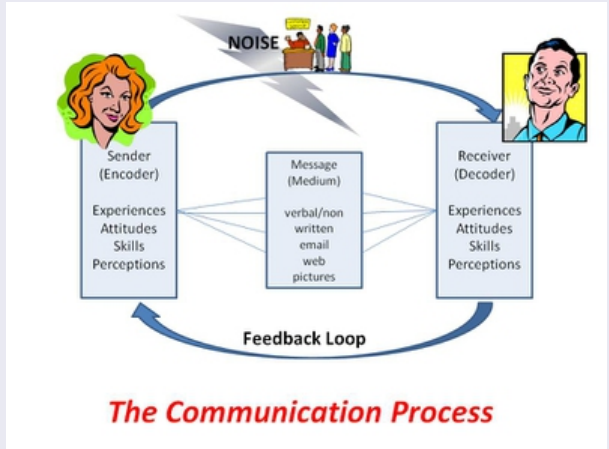 NOISE
Sender
(Encoder)
Experiences
Attitudes
Skills
Perceptions
Message
(Medium)
verbal/non
written
email
web
pictures
Receiver
(Decoder)
Experiences
Attitudes
Skills
Perceptions
Feedback Loop
The Communication Process